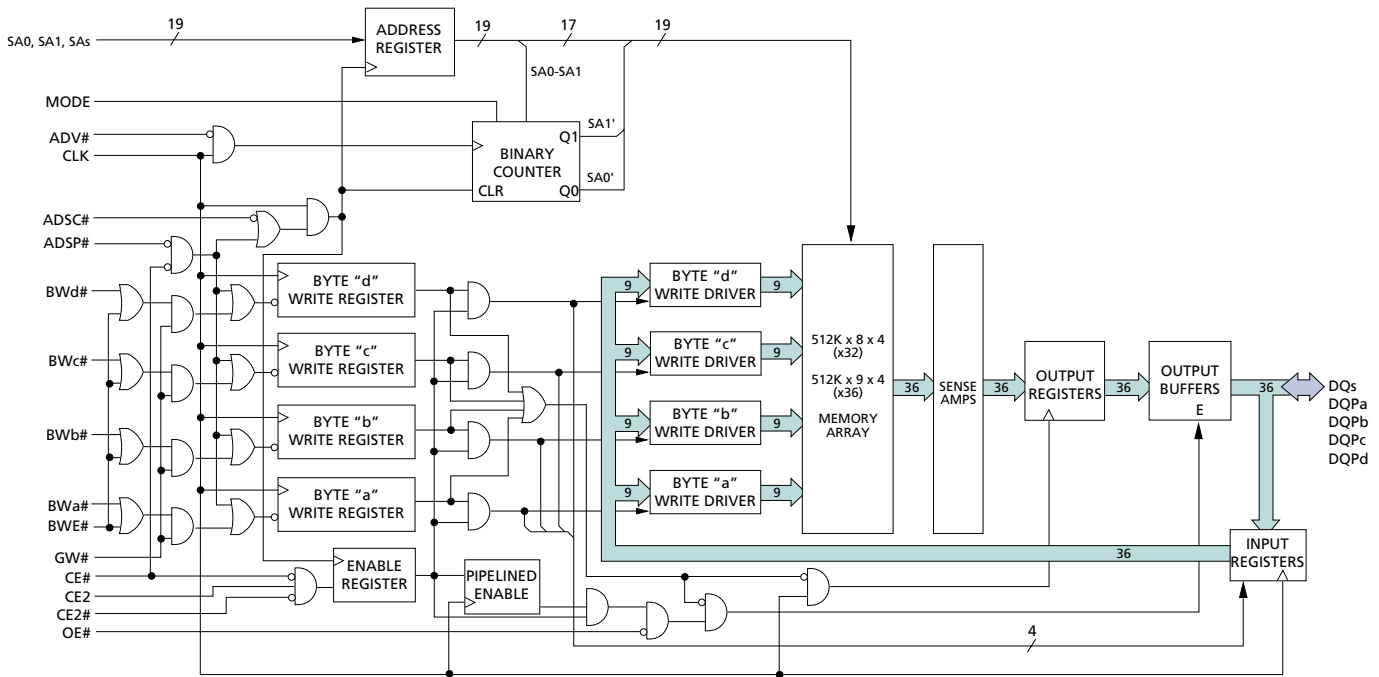 SA0, SA1, SAs
19
ADDRESS
REGISTER
19
17
19
SA0-SA1
MODE
ADV#
CLK
BINARY
COUNTER
CLR
Q1
Q0
SA1'
SA0'
ADSC#
ADSP#
BWd#
BWc#
BWb#
BWa#
BWE#
GW#
CE#
CE2
CE2#
OE#
BYTE “d”
WRITE REGISTER
BYTE “c”
WRITE REGISTER
BYTE “b”
WRITE REGISTER
BYTE “a”
WRITE REGISTER
ENABLE
REGISTER
PIPELINED
ENABLE
9
BYTE “d”
WRITE DRIVER
9
9
BYTE “c”
WRITE DRIVER
9
9
BYTE “b”
WRITE DRIVER
9
9
BYTE “a”
WRITE DRIVER
9
512K x 8 x 4
(x32)
512K x 9 x 4
(x36)
MEMORY
ARRAY
36
SENSE
AMPS
36
OUTPUT
REGISTERS
36
OUTPUT
BUFFERS
E
36
DQs
DQPa
DQPb
DQPc
DQPd
INPUT
REGISTERS
36
4